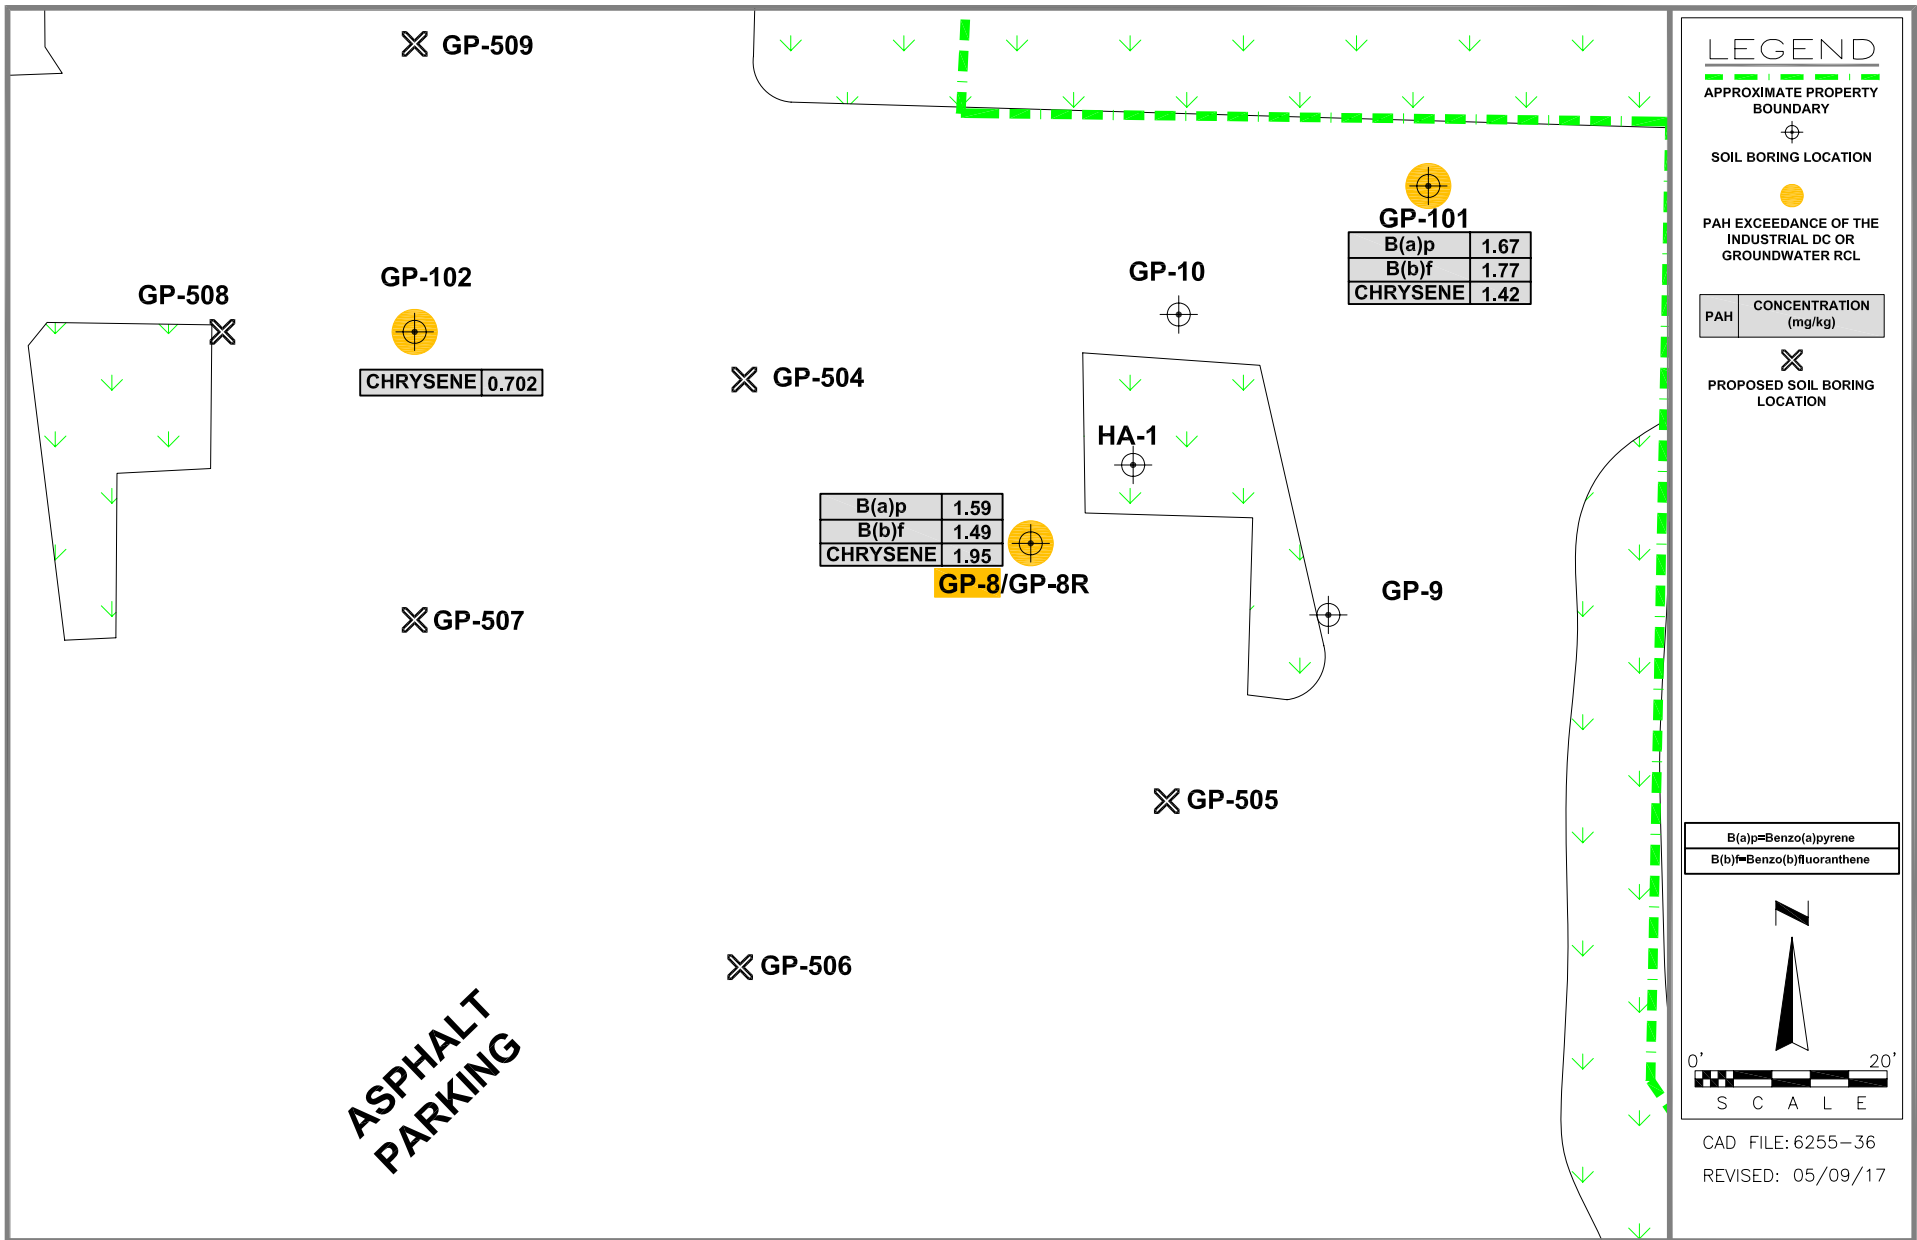 GP-509
GP-101
B(a)p 1.67
B(b)f 1.77
CHRYSENE 1.42
GP-10
GP-102
GP-508
CHRYSENE 0.702
GP-504
HA-1
B(a)p 1.59
B(b)f 1.49
CHRYSENE 1.95
GP-8/GP-8R
GP-9
GP-507
GP-505
GP-506
ASPHALT
PARKING
LEGEND
APPROXIMATE PROPERTY
BOUNDARY
SOIL BORING LOCATION
PAH EXCEEDANCE OF THE
INDUSTRIAL DC OR
GROUNDWATER RCL
PAH
CONCENTRATION
(mg/kg)
PROPOSED SOIL BORING
LOCATION
B(a)p=Benzo(a)pyrene
B(b)f=Benzo(b)fluoranthene
N
0' 20'
S C A L E
CAD FILE: 6255-36
REVISED: 05/09/17